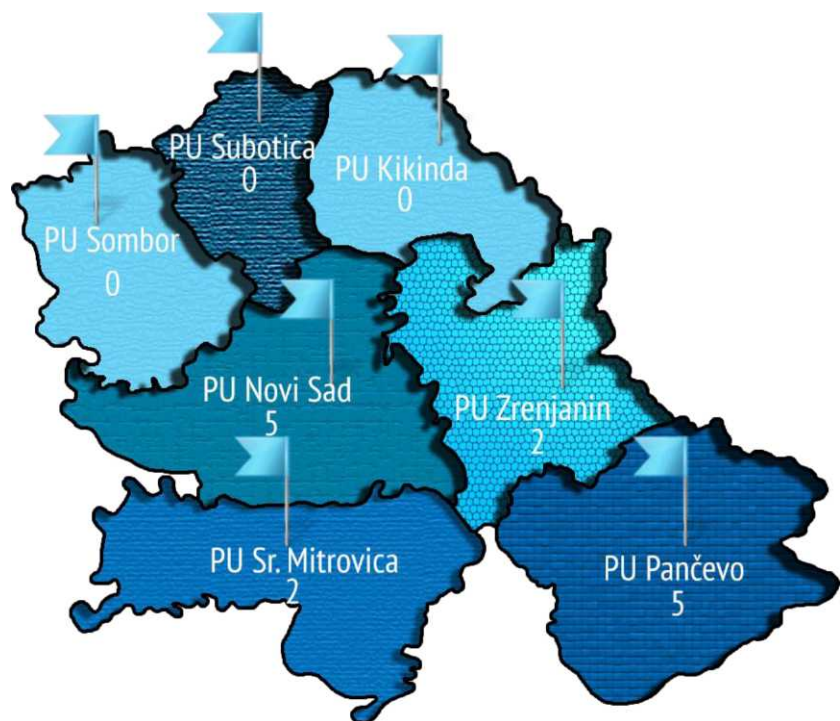 PU Subotica
0
PU Kikinda
0
PU Sombor
0
PU Novi Sad
5
PU Zrenjanin
2
PU Sr. Mitrovica
2
PU Pančevo
5